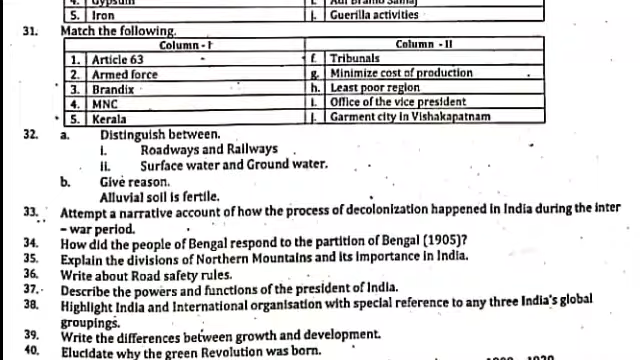 4. Gypsum
5. Iron j. Guerilla activities
31. Match the following.
Column - I Column - II
1. Article 63 f. Tribunals
2. Armed force g. Minimize cost of production
3. Brandix h. Least poor region
4. MNC i. Office of the vice president
5. Kerala j. Garment city in Vishakapatnam
32. a. Distinguish between.
i. Roadways and Railways
ii. Surface water and Ground water.
b. Give reason.
Alluvial soil is fertile.
33. Attempt a narrative account of how the process of decolonization happened in India during the inter
– war period.
34. How did the people of Bengal respond to the partition of Bengal (1905)?
35. Explain the divisions of Northern Mountains and its importance in India.
36. Write about Road safety rules.
37. Describe the powers and functions of the president of India.
38. Highlight India and International organisation with special reference to any three India's global
groupings.
39. Write the differences between growth and development.
40. Elucidate why the green Revolution was born.